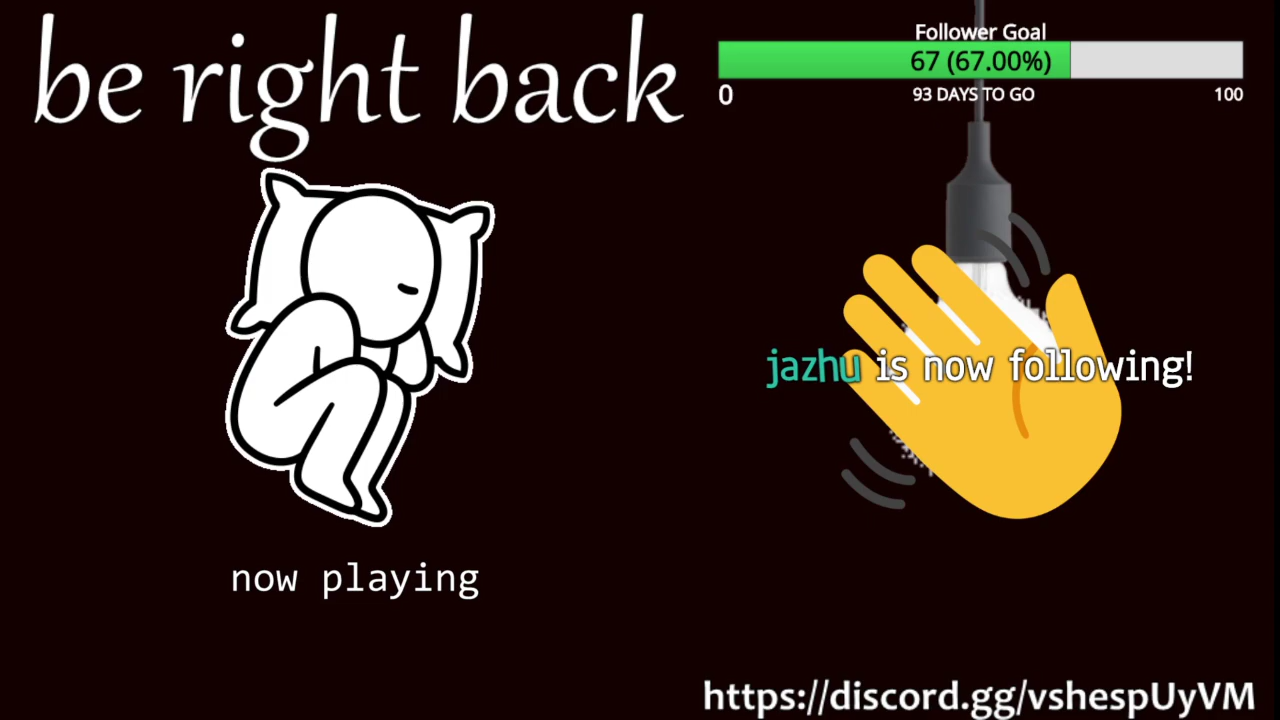 be right back
Follower Goal
67 (67.00%)
0
93 DAYS TO GO
100
jazhu is now following!
now playing
https://discord.gg/vshespUyVM